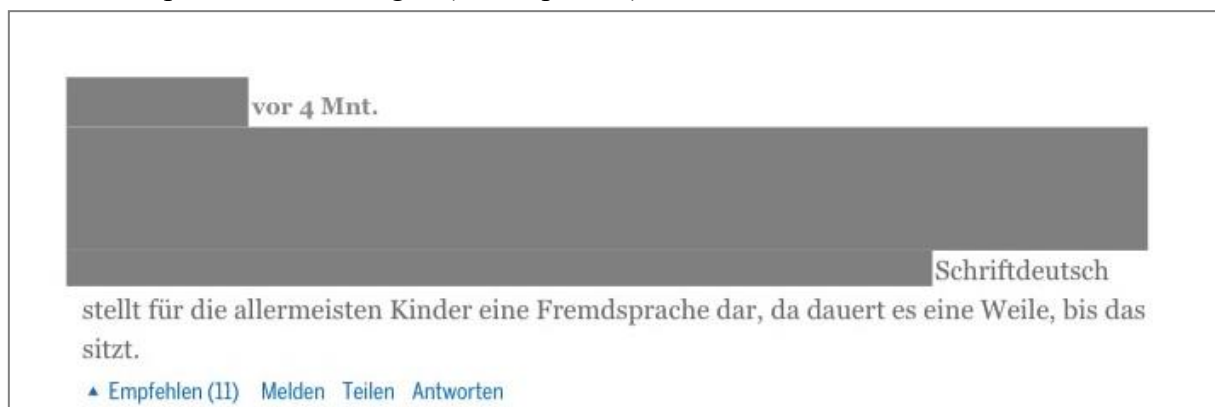 vor 4 Mnt.
Schriftdeutsch
stellt für die allermeisten Kinder eine Fremdsprache dar, da dauert es eine Weile, bis das
sitzt.
▲ Empfehlen (11) Melden Teilen Antworten